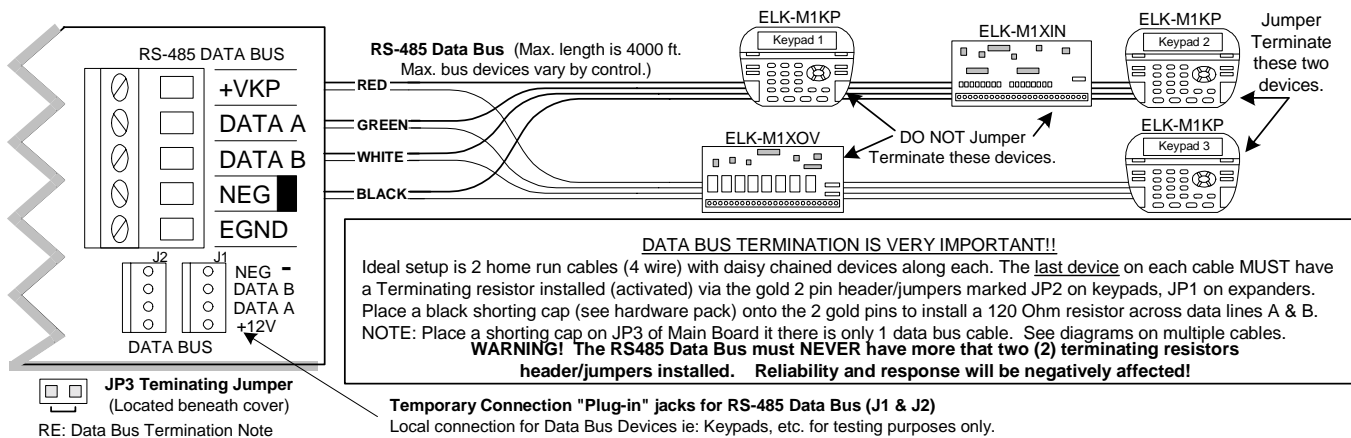 RS-485 DATA BUS
+VKP
DATA A
DATA B
NEG
EGND
J2
J1
NEG -
DATA B
DATA A
+12V
DATA BUS
RS-485 Data Bus (Max. length is 4000 ft.
Max. bus devices vary by control.)
RED
GREEN
WHITE
BLACK
ELK-M1KP
Keypad 1
ELK-M1XIN
ELK-M1KP
Keypad 2
Jumper
Terminate
these two
devices.
ELK-M1XOV
DO NOT Jumper
Terminate these devices.
ELK-M1KP
Keypad 3
DATA BUS TERMINATION IS VERY IMPORTANT!!
Ideal setup is 2 home run cables (4 wire) with daisy chained devices along each. The last device on each cable MUST have
a Terminating resistor installed (activated) via the gold 2 pin header/jumpers marked JP2 on keypads, JP1 on expanders.
Place a black shorting cap (see hardware pack) onto the 2 gold pins to install a 120 Ohm resistor across data lines A & B.
NOTE: Place a shorting cap on JP3 of Main Board it there is only 1 data bus cable. See diagrams on multiple cables.
WARNING! The RS485 Data Bus must NEVER have more that two (2) terminating resistors
header/jumpers installed. Reliability and response will be negatively affected!
JP3 Teminating Jumper
(Located beneath cover)
RE: Data Bus Termination Note
Temporary Connection "Plug-in" jacks for RS-485 Data Bus (J1 & J2)
Local connection for Data Bus Devices ie: Keypads, etc. for testing purposes only.